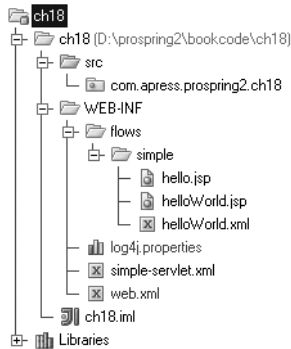 ch18
ch18 (D:\prospring2\bookcode\ch18)
src
com.apress.prospring2.ch18
WEB-INF
flows
simple
hello.jsp
helloWorld.jsp
helloWorld.xml
log4j.properties
simple-servlet.xml
web.xml
ch18.iml
Libraries